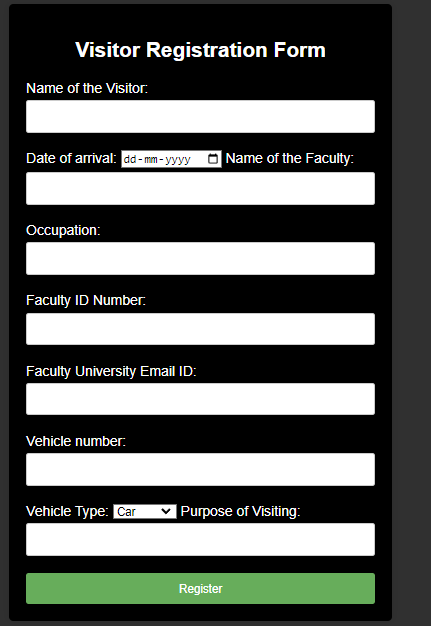 Visitor Registration Form
Name of the Visitor:
Date of arrival: dd-mm-yyyy Name of the Faculty:
Occupation:
Faculty ID Number:
Faculty University Email ID:
Vehicle number:
Vehicle Type: Car Purpose of Visiting:
Register